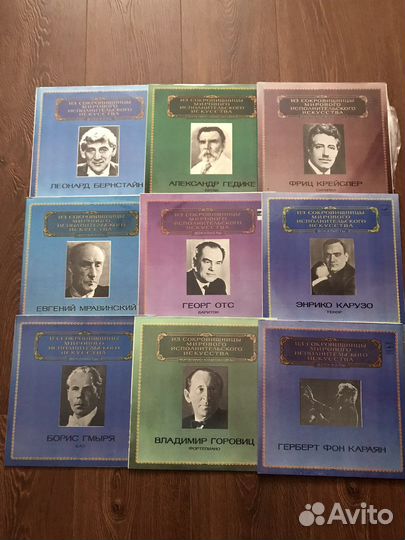 ИЗ СОКРОВИЩНИЦЫ
МИРОВОГО
ИСПОЛНИТЕЛЬСКОГО
ИСКУССТВА
ЛЕОНАРД БЕРНСТАЙН
ИЗ СОКРОВИЩНИЦЫ
МИРОВОГО
ИСПОЛНИТЕЛЬСКОГО
ИСКУССТВА
АЛЕКСАНДР ГЕДИКЕ
ИЗ СОКРОВИЩНИЦЫ
МИРОВОГО
ИСПОЛНИТЕЛЬСКОГО
ИСКУССТВА
ФРИЦ КРЕЙСЛЕР
ИЗ СОКРОВИЩНИЦЫ
МИРОВОГО
ИСПОЛНИТЕЛЬСКОГО
ИСКУССТВА
ЕВГЕНИЙ МРАВИНСКИЙ
ИЗ СОКРОВИЩНИЦЫ
МИРОВОГО
ИСПОЛНИТЕЛЬСКОГО
ИСКУССТВА
ГЕОРГ ОТС
БАРИТОН
ИЗ СОКРОВИЩНИЦЫ
МИРОВОГО
ИСПОЛНИТЕЛЬСКОГО
ИСКУССТВА
ЭНРИКО КАРУЗО
ТЕНОР
ИЗ СОКРОВИЩНИЦЫ
МИРОВОГО
ИСПОЛНИТЕЛЬСКОГО
ИСКУССТВА
БОРИС ГМЫРЯ
БАС
ИЗ СОКРОВИЩНИЦЫ
МИРОВОГО
ИСПОЛНИТЕЛЬСКОГО
ИСКУССТВА
ВЛАДИМИР ГОРОВИЦ
ФОРТЕПИАНО
ИЗ СОКРОВИЩНИЦЫ
МИРОВОГО
ИСПОЛНИТЕЛЬСКОГО
ИСКУССТВА
ГЕРБЕРТ ФОН КАРАЯН
Avito